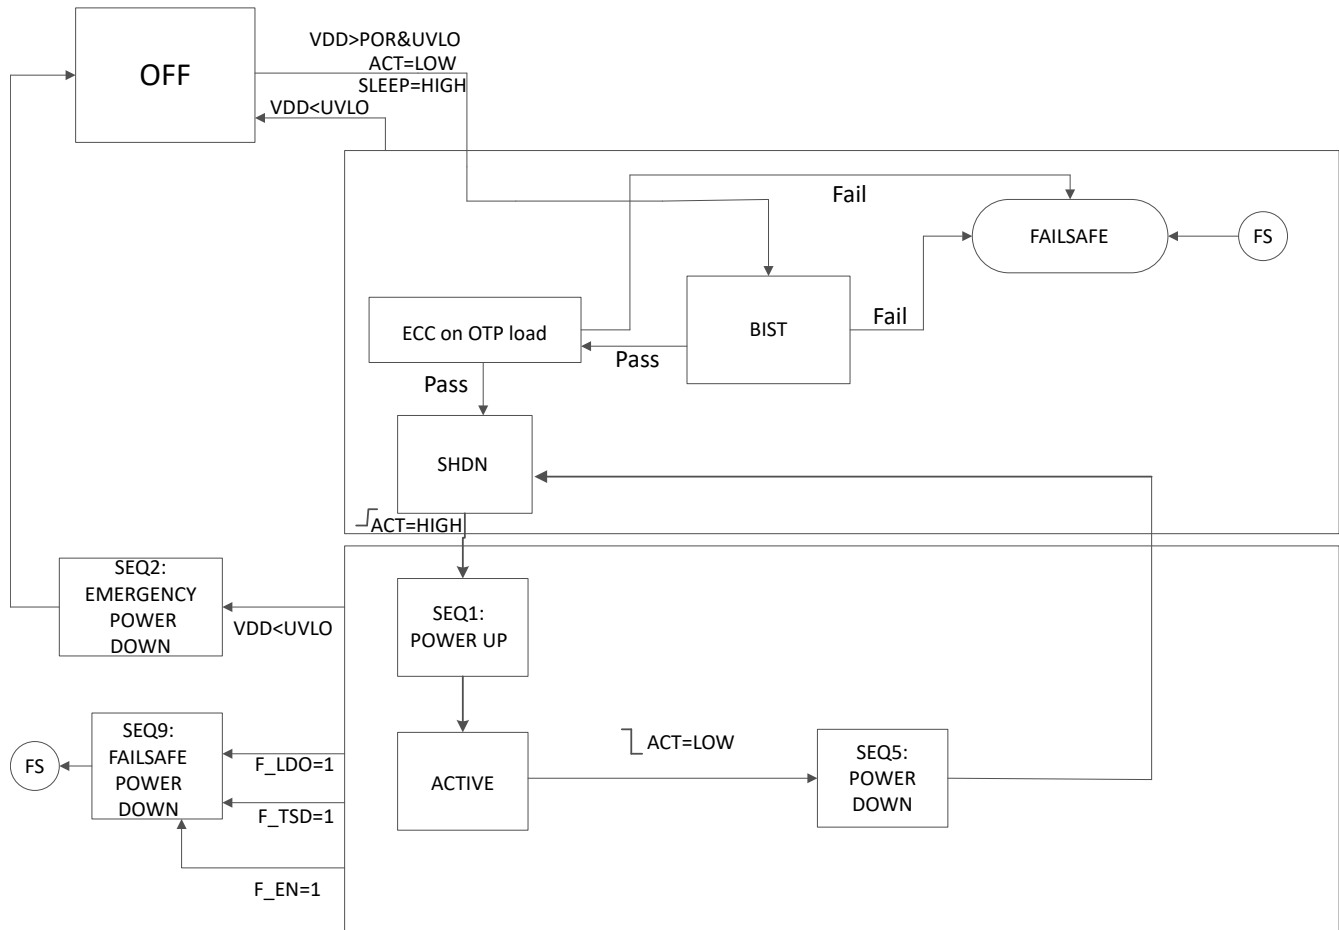 OFF
VDD>POR&UVLO
ACT=LOW
SLEEP=HIGH
VDD<UVLO
Fail
FAILSAFE
FS
BIST
Fail
ECC on OTP load
Pass
Pass
SHDN
ACT=HIGH
SEQ2:
EMERGENCY
POWER
DOWN
VDD<UVLO
SEQ1:
POWER UP
SEQ9:
FAILSAFE
POWER
DOWN
FS
F_LDO=1
F_TSD=1
F_EN=1
ACTIVE
ACT=LOW
SEQ5:
POWER
DOWN